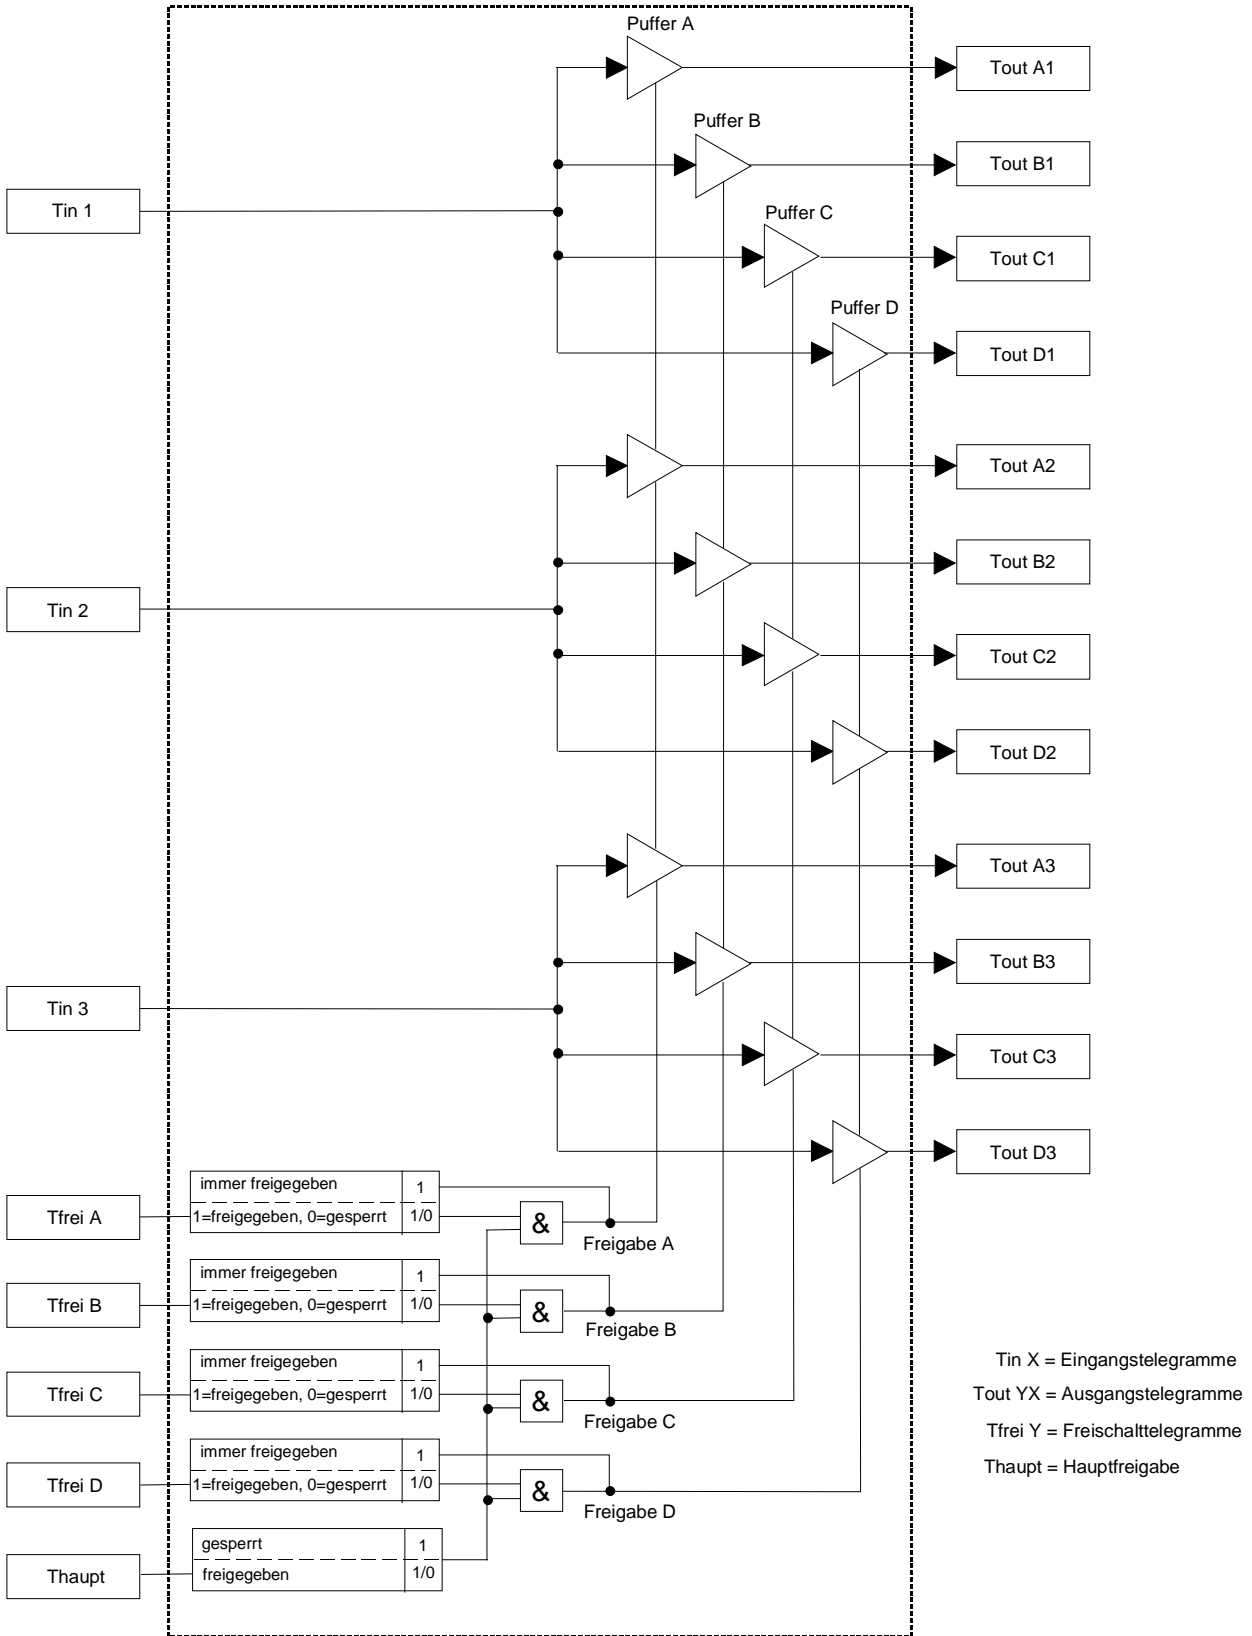 Puffer A
Tout A1
Puffer B
Tout B1
Tin 1
Puffer C
Tout C1
Puffer D
Tout D1
Tout A2
Tout B2
Tin 2
Tout C2
Tout D2
Tout A3
Tout B3
Tin 3
Tout C3
Tout D3
immer freigegeben 1
Tfrei A 1=freigegeben, 0=gesperrt 1/0 &
Freigabe A
immer freigegeben 1
Tfrei B 1=freigegeben, 0=gesperrt 1/0 &
Freigabe B
immer freigegeben 1
Tfrei C 1=freigegeben, 0=gesperrt 1/0 &
Freigabe C
immer freigegeben 1
Tfrei D 1=freigegeben, 0=gesperrt 1/0 &
Freigabe D
gesperrt 1
Thaupt freigegeben 1/0
Tin X = Eingangstelegramme
Tout YX = Ausgangstelegramme
Tfrei Y = Freischalttelegramme
Thaupt = Hauptfreigabe